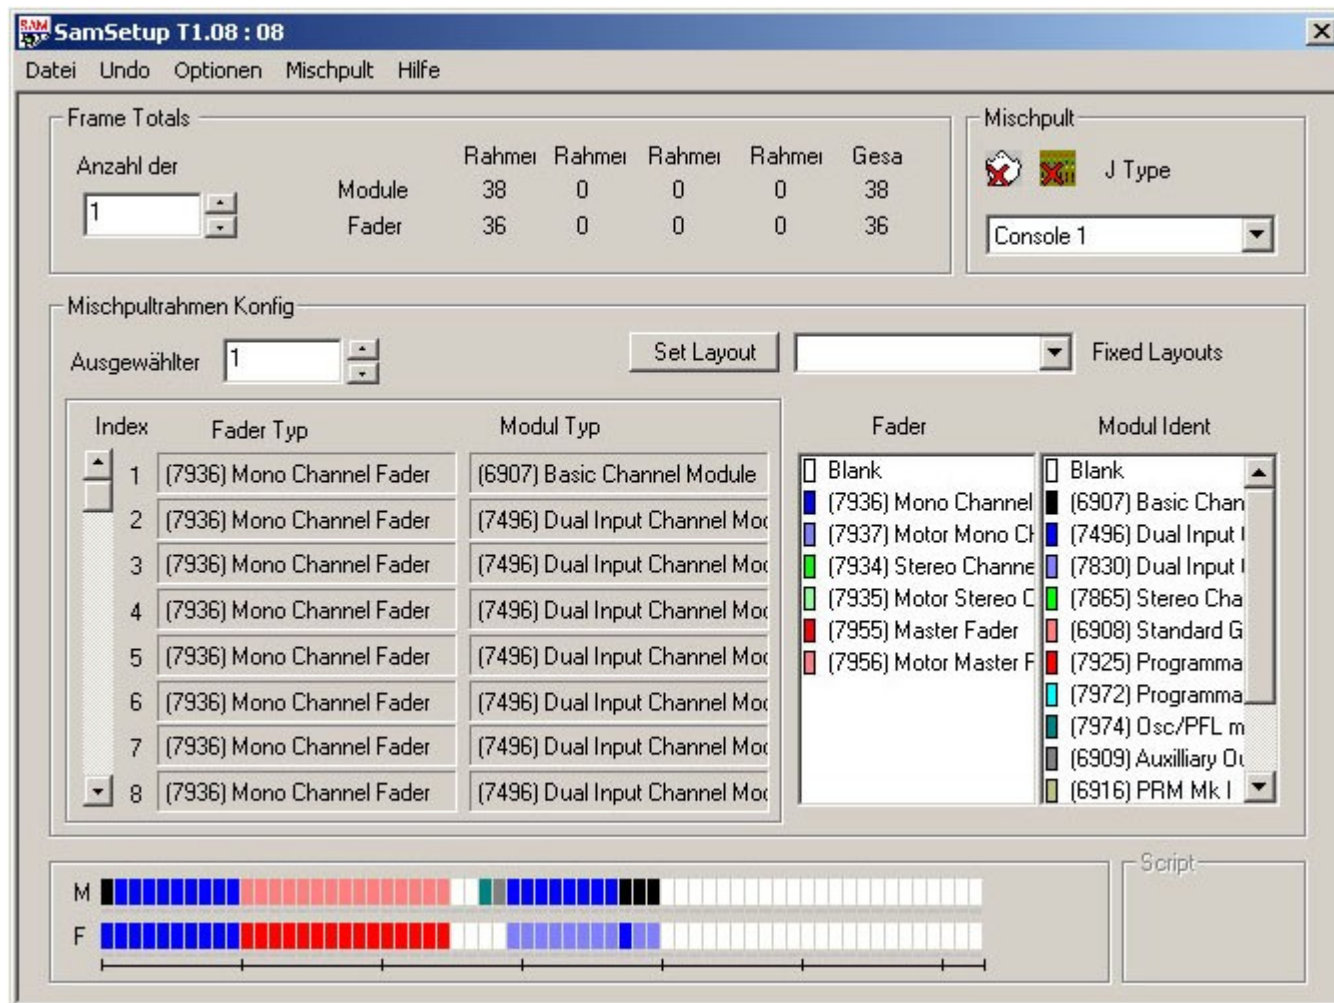 SamSetup T1.08 : 08
Datei Undo Optionen Mischpult Hilfe
Frame Totals
Mischpult
Anzahl der
1
Rahmei Rahmei Rahmei Rahmei Gesa
Module 38 0 0 0 38
Fader 36 0 0 0 36
J Type
Console 1
Mischpultrahmen Konfig
Ausgewählter 1
Set Layout
Fixed Layouts
Index Fader Typ Modul Typ
1 (7936) Mono Channel Fader (6907) Basic Channel Module
2 (7936) Mono Channel Fader (7496) Dual Input Channel Moc
3 (7936) Mono Channel Fader (7496) Dual Input Channel Moc
4 (7936) Mono Channel Fader (7496) Dual Input Channel Moc
5 (7936) Mono Channel Fader (7496) Dual Input Channel Moc
6 (7936) Mono Channel Fader (7496) Dual Input Channel Moc
7 (7936) Mono Channel Fader (7496) Dual Input Channel Moc
8 (7936) Mono Channel Fader (7496) Dual Input Channel Moc
Fader
Blank
(7936) Mono Channel
(7937) Motor Mono Ch
(7934) Stereo Channe
(7935) Motor Stereo C
(7955) Master Fader
(7956) Motor Master F
Modul Ident
Blank
(6907) Basic Chan
(7496) Dual Input
(7830) Dual Input
(7865) Stereo Cha
(6908) Standard G
(7925) Programma
(7972) Programma
(7974) Osc/PFL m
(6909) Auxilliary Ou
(6916) PRM Mk I
M
F
Script